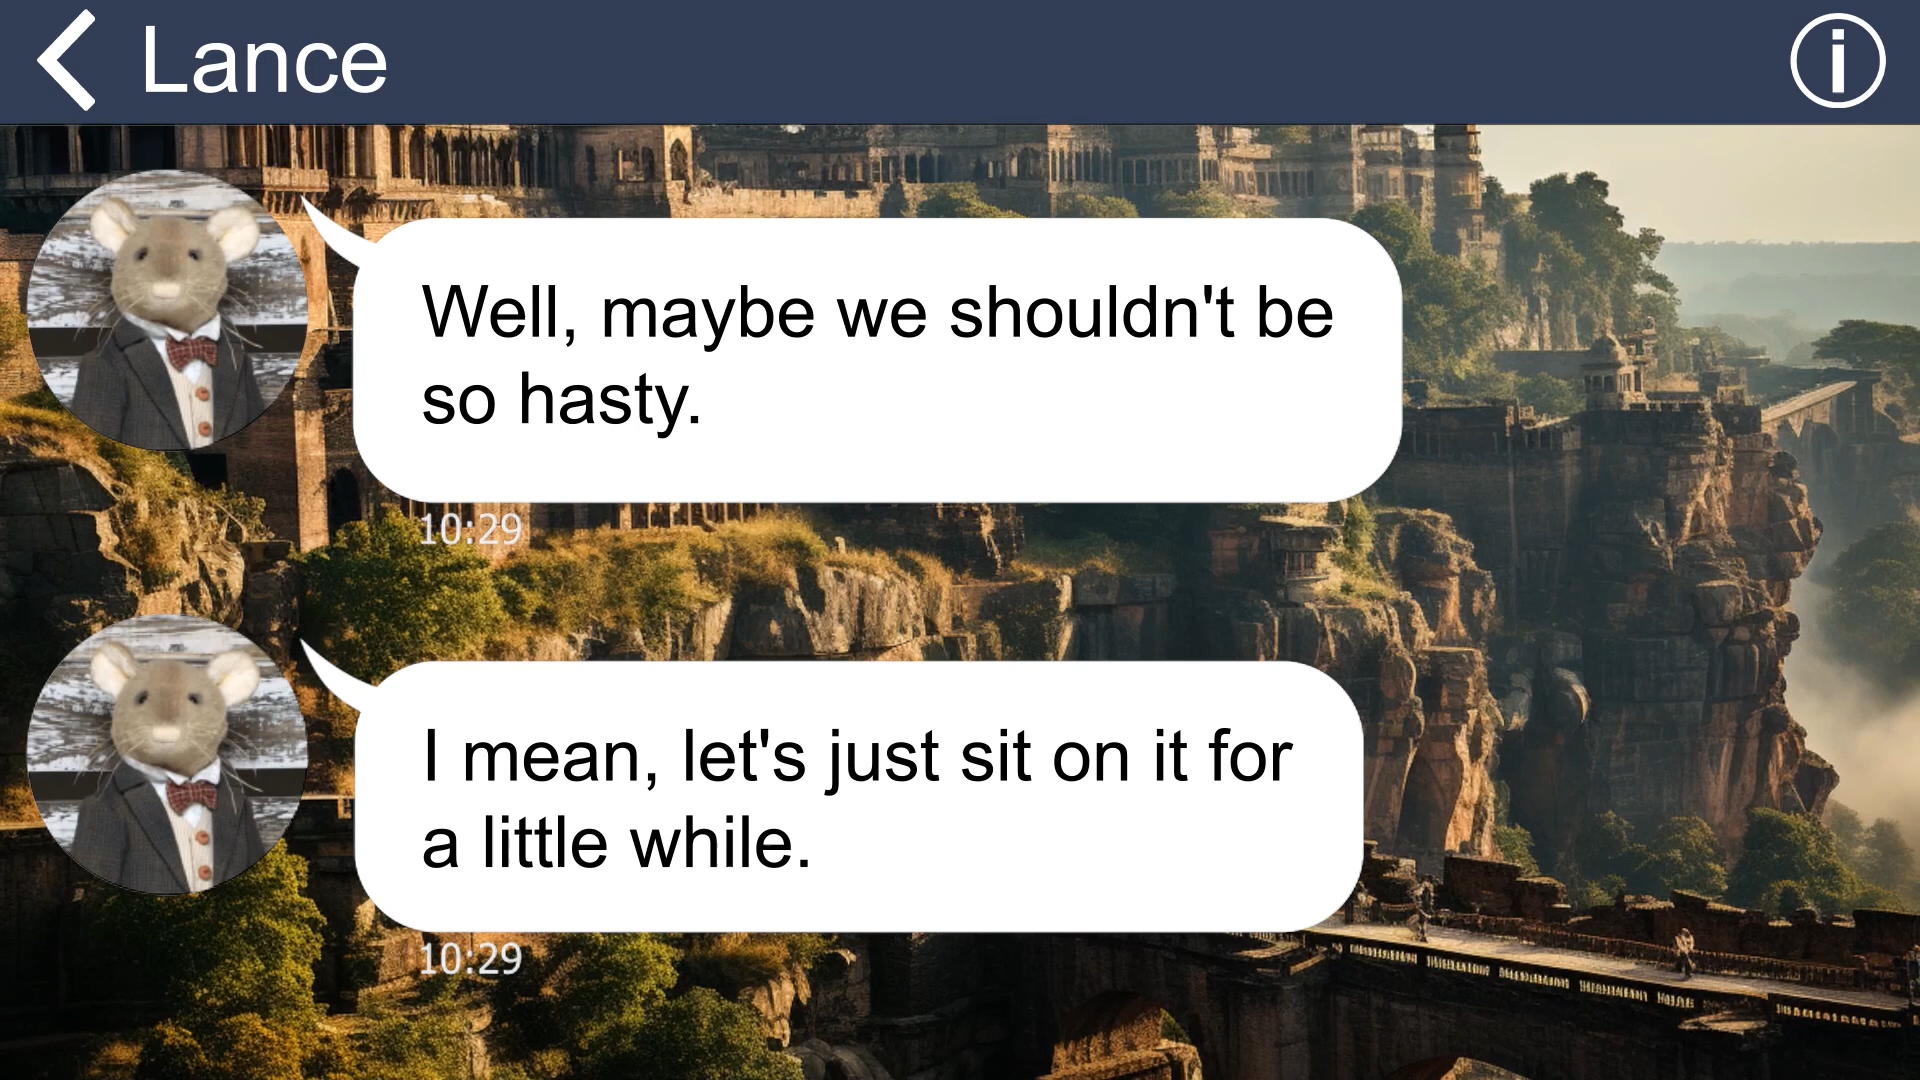 Lance
Well, maybe we shouldn't be
so hasty.
10:29
I mean, let's just sit on it for
a little while.
10:29